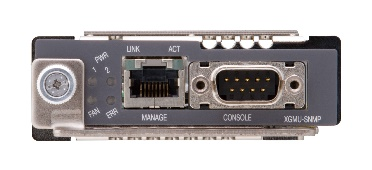 LINK ACT
PWR
1 2
FAN ERR
MANAGE CONSOLE XGMU-SNMP